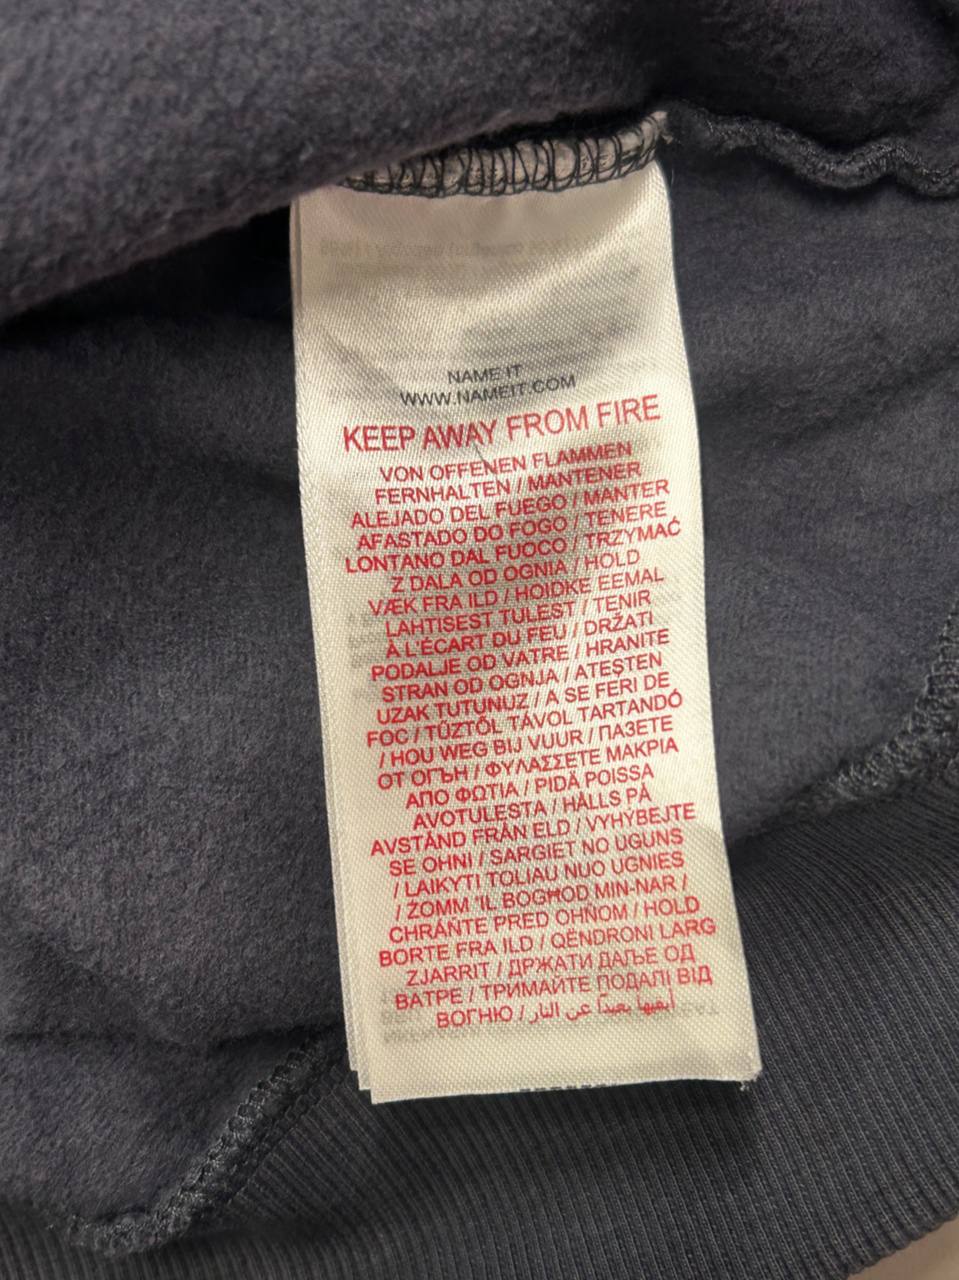 NAME IT
WWW.NAMEIT.COM
KEEP AWAY FROM FIRE
VON OFFENEN FLAMMEN
FERNHALTEN / MANTENER
ALEJADO DEL FUEGO / MANTER
AFASTADO DO FOGO / TENERE
LONTANO DAL FUOCO / TRZYMAĆ
Z DALA OD OGNIA / HOLD
VÆK FRA ILD / HOIDKE EEMAL
LAHTISEST TULEST / TENIR
À L'ÉCART DU FEU / DRŽATI
PODALJE OD VATRE / HRANITE
STRAN OD OGNJA / ATEŞTEN
UZAK TUTUNUZ / A SE FERI DE
FOC / TŰZTŐL TÁVOL TARTANDÓ
/ HOU WEG BIJ VUUR / ПАЗЕТЕ
ОТ ОГЪН / ΦΥΛΑΣΣΕΤΕ ΜΑΚΡΙΑ
ΑΠΟ ΦΩΤΙΑ / PIDÄ POISSA
AVOTULESTA / HÅLLS PÅ
AVSTÅND FRÅN ELD / VYHÝBEJTE
SE OHNI / SARGIET NO UGUNS
/ LAIKYTI TOLIAU NUO UGNIES
/ ŻOMM 'IL BOGĦOD MIN-NAR /
CHRÁŇTE PRED OHŇOM / HOLD
BORTE FRA ILD / QËNDRONI LARG
ZJARRIT / ДРЖАТИ ДАЉЕ ОД
ВАТРЕ / ТРИМАЙТЕ ПОДАЛІ ВІД
ВОГНЮ / أبقيها بعيدًا عن النار